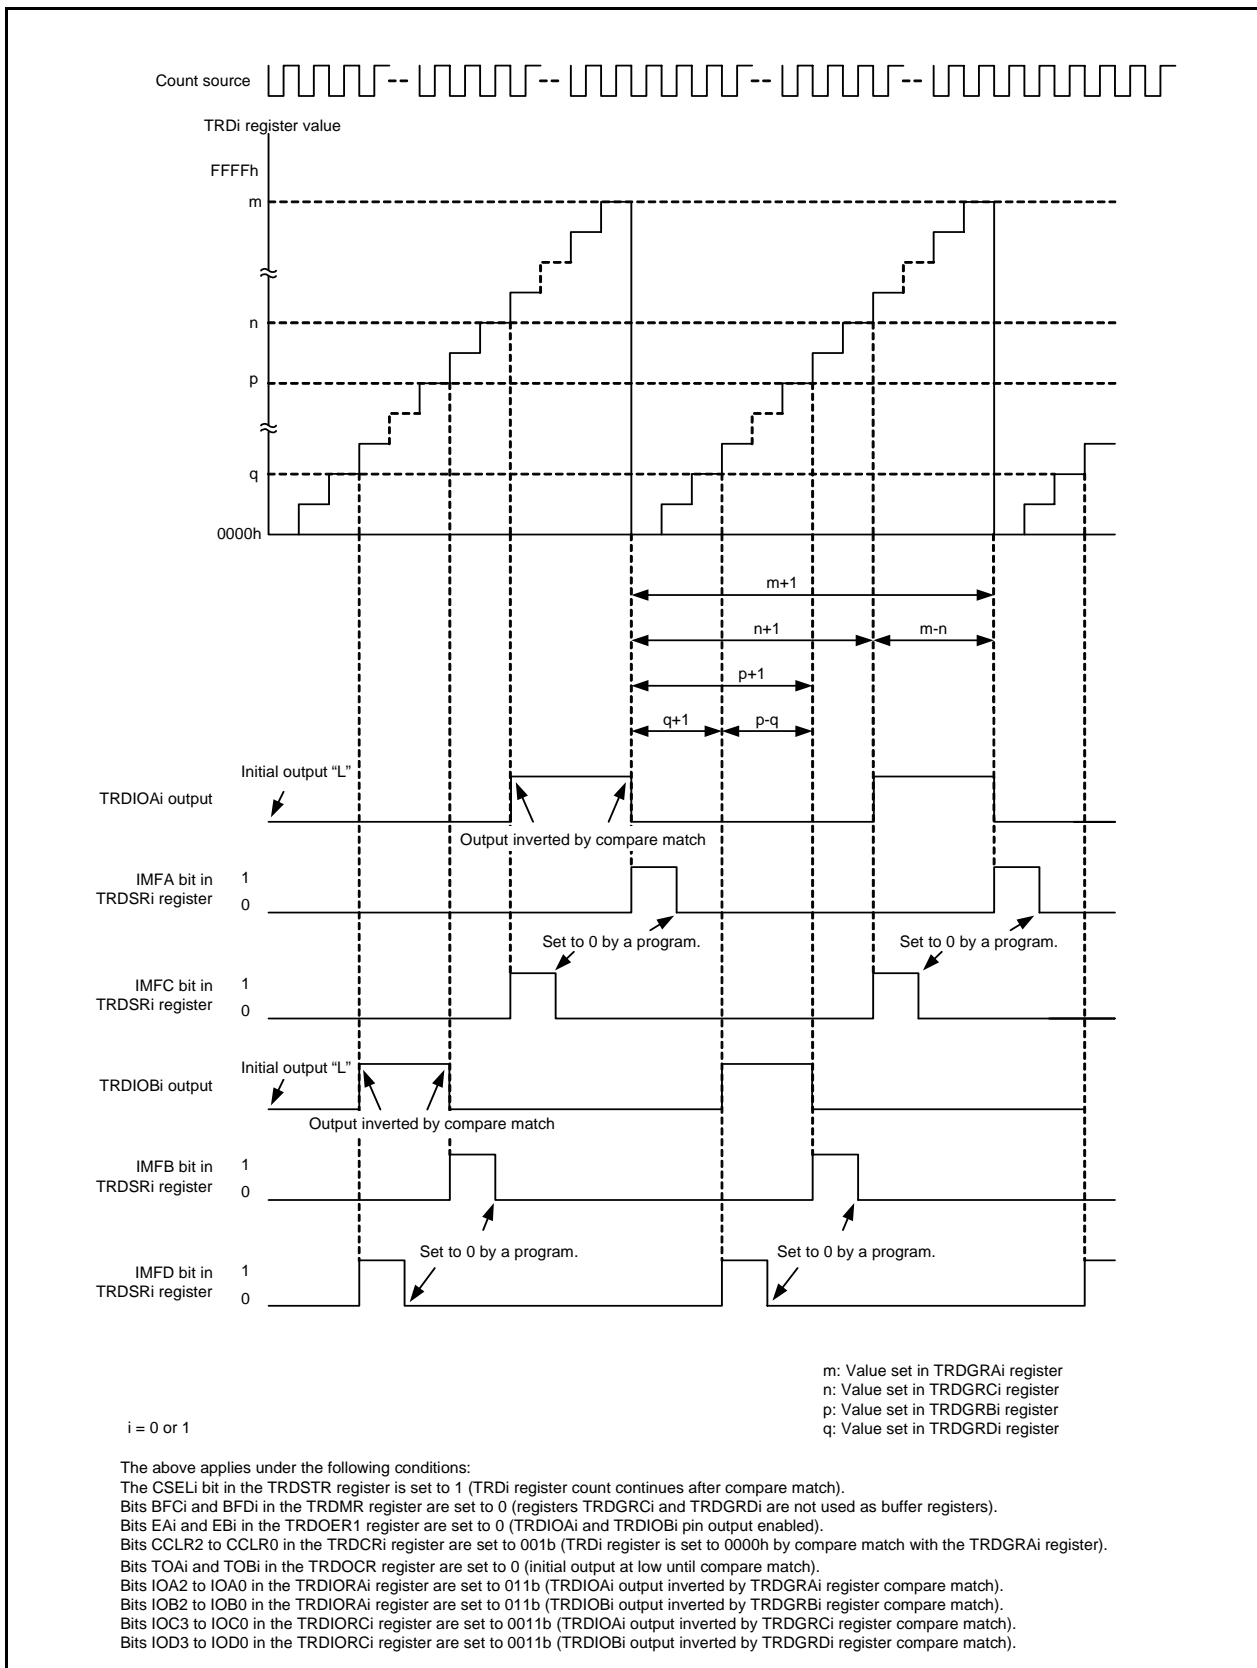 Count source
TRDi register value
FFFFh
m
n
p
q
0000h
m+1
n+1
m-n
p+1
q+1
p-q
Initial output “L”
TRDIOAi output
Output inverted by compare match
IMFA bit in
TRDSRi register
1
0
Set to 0 by a program.
Set to 0 by a program.
IMFC bit in
TRDSRi register
1
0
Initial output “L”
TRDIOBi output
Output inverted by compare match
IMFB bit in
TRDSRi register
1
0
Set to 0 by a program.
Set to 0 by a program.
IMFD bit in
TRDSRi register
1
0
m: Value set in TRDGRAi register
n: Value set in TRDGRCi register
p: Value set in TRDGRBi register
q: Value set in TRDGRDi register
i = 0 or 1
The above applies under the following conditions:
The CSELi bit in the TRDSTR register is set to 1 (TRDi register count continues after compare match).
Bits BFCi and BFDi in the TRDMR register are set to 0 (registers TRDGRCi and TRDGRDi are not used as buffer registers).
Bits EAi and EBi in the TRDOER1 register are set to 0 (TRDIOAi and TRDIOBi pin output enabled).
Bits CCLR2 to CCLR0 in the TRDCRi register are set to 001b (TRDi register is set to 0000h by compare match with the TRDGRAi register).
Bits TOAi and TOBi in the TRDOCR register are set to 0 (initial output at low until compare match).
Bits IOA2 to IOA0 in the TRDIORAi register are set to 011b (TRDIOAi output inverted by TRDGRAi register compare match).
Bits IOB2 to IOB0 in the TRDIORAi register are set to 011b (TRDIOBi output inverted by TRDGRBi register compare match).
Bits IOC3 to IOC0 in the TRDIORCi register are set to 0011b (TRDIOAi output inverted by TRDGRCi register compare match).
Bits IOD3 to IOD0 in the TRDIORCi register are set to 0011b (TRDIOBi output inverted by TRDGRDi register compare match).